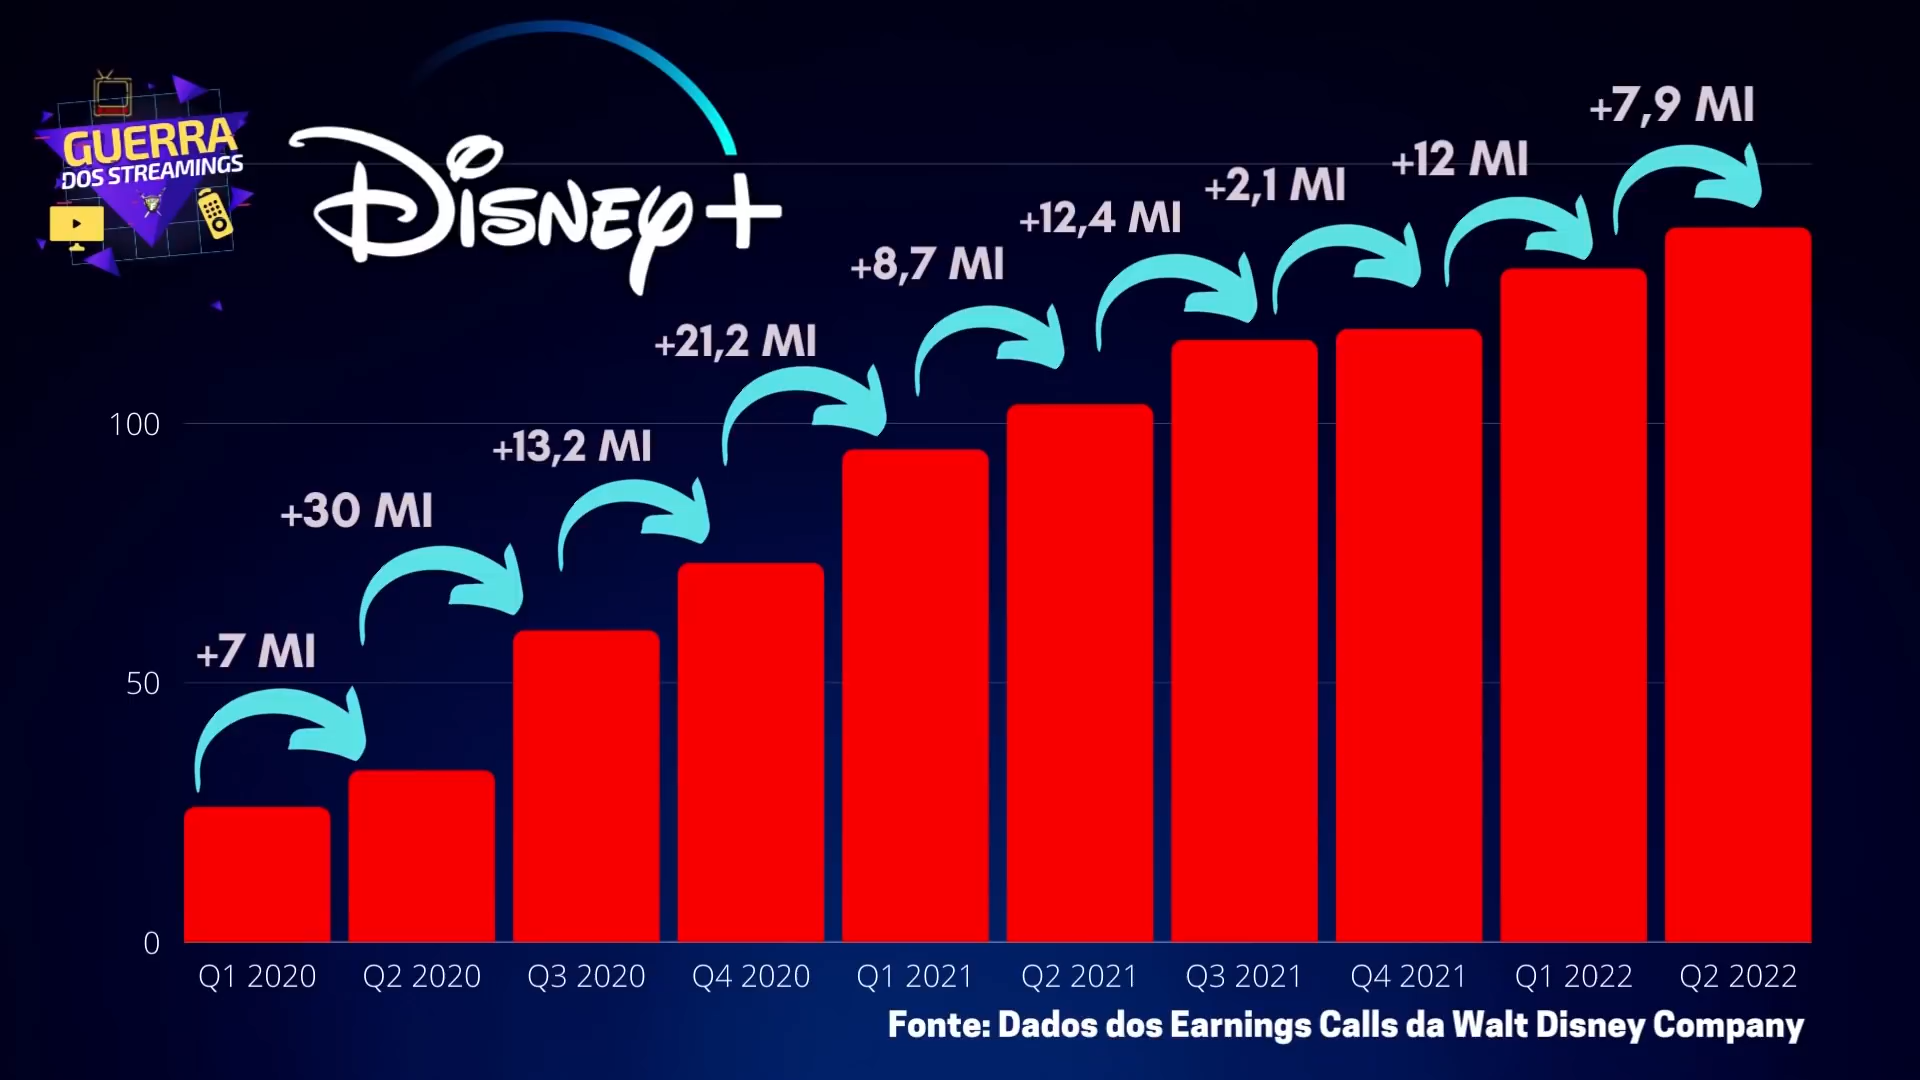 GUERRA
DOS STREAMINGS
Disney+
+7 MI
+30 MI
+13,2 MI
+21,2 MI
+8,7 MI
+12,4 MI
+2,1 MI
+12 MI
+7,9 MI
100
50
0
Q1 2020 Q2 2020 Q3 2020 Q4 2020 Q1 2021 Q2 2021 Q3 2021 Q4 2021 Q1 2022 Q2 2022
Fonte: Dados dos Earnings Calls da Walt Disney Company